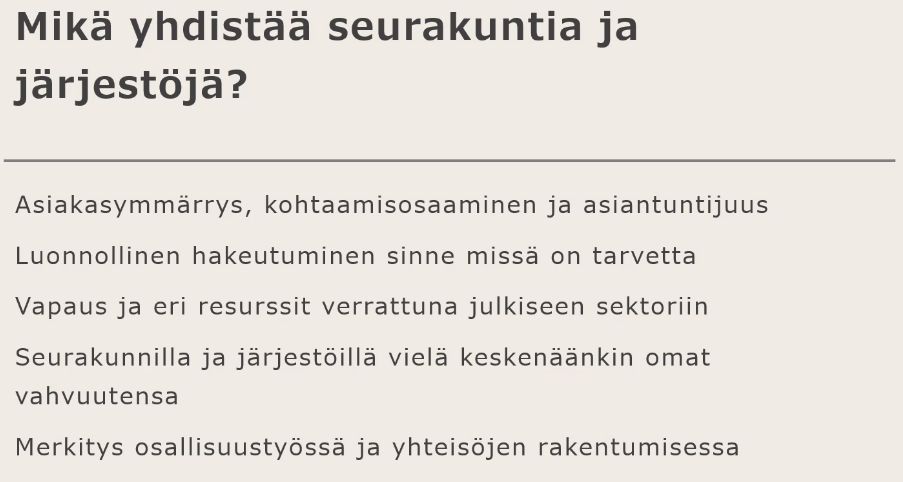 Mikä yhdistää seurakuntia ja
järjestöjä?
Asiakasymmärrys, kohtaamisosaaminen ja asiantuntijuus
Luonnollinen hakeutuminen sinne missä on tarvetta
Vapaus ja eri resurssit verrattuna julkiseen sektoriin
Seurakunnilla ja järjestöillä vielä keskenäänkin omat
vahvuutensa
Merkitys osallisuustyössä ja yhteisöjen rakentumisessa